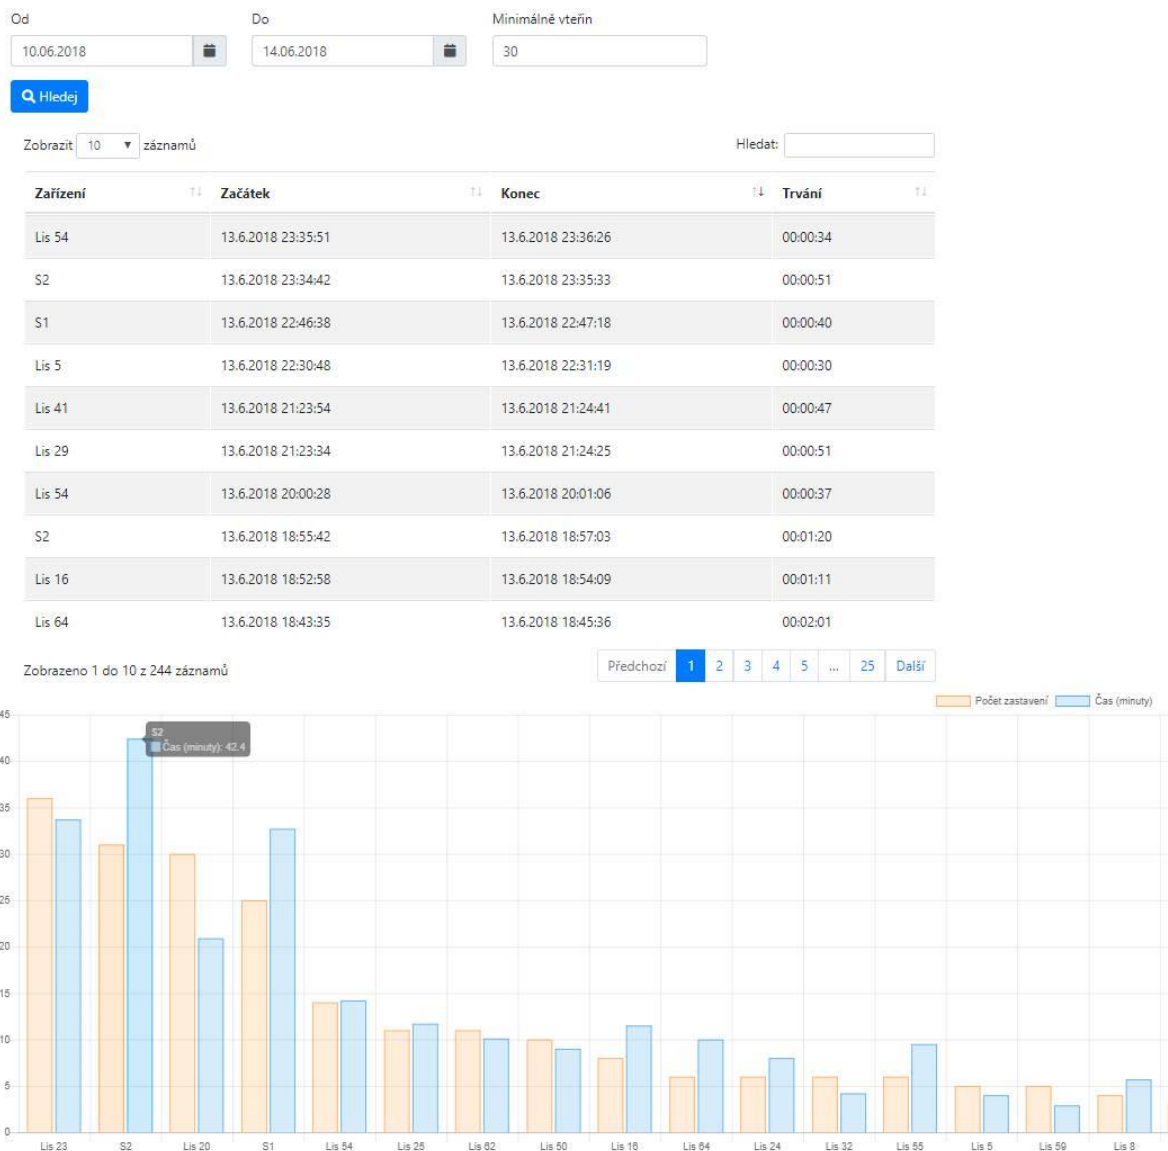 Od Do Minimálně vteřin
10.06.2018 14.06.2018 30
Hledej
Zobrazit 10 záznamů Hledat:
Zařízení Začátek Konec Trvání
Lis 54 13.6.2018 23:35:51 13.6.2018 23:36:26 00:00:34
S2 13.6.2018 23:34:42 13.6.2018 23:35:33 00:00:51
S1 13.6.2018 22:46:38 13.6.2018 22:47:18 00:00:40
Lis 5 13.6.2018 22:30:48 13.6.2018 22:31:19 00:00:30
Lis 41 13.6.2018 21:23:54 13.6.2018 21:24:41 00:00:47
Lis 29 13.6.2018 21:23:34 13.6.2018 21:24:25 00:00:51
Lis 54 13.6.2018 20:00:28 13.6.2018 20:01:06 00:00:37
S2 13.6.2018 18:55:42 13.6.2018 18:57:03 00:01:20
Lis 16 13.6.2018 18:52:58 13.6.2018 18:54:09 00:01:11
Lis 64 13.6.2018 18:43:35 13.6.2018 18:45:36 00:02:01
Zobrazeno 1 do 10 z 244 záznamů Předchozí 1 2 3 4 5 ... 25 Další
Počet zastavení Čas (minuty)
45
S2
Čas (minuty): 42.4
40
35
30
25
20
15
10
5
0
Lis 23 S2 Lis 20 S1 Lis 54 Lis 25 Lis 62 Lis 50 Lis 16 Lis 64 Lis 24 Lis 32 Lis 55 Lis 5 Lis 59 Lis 8